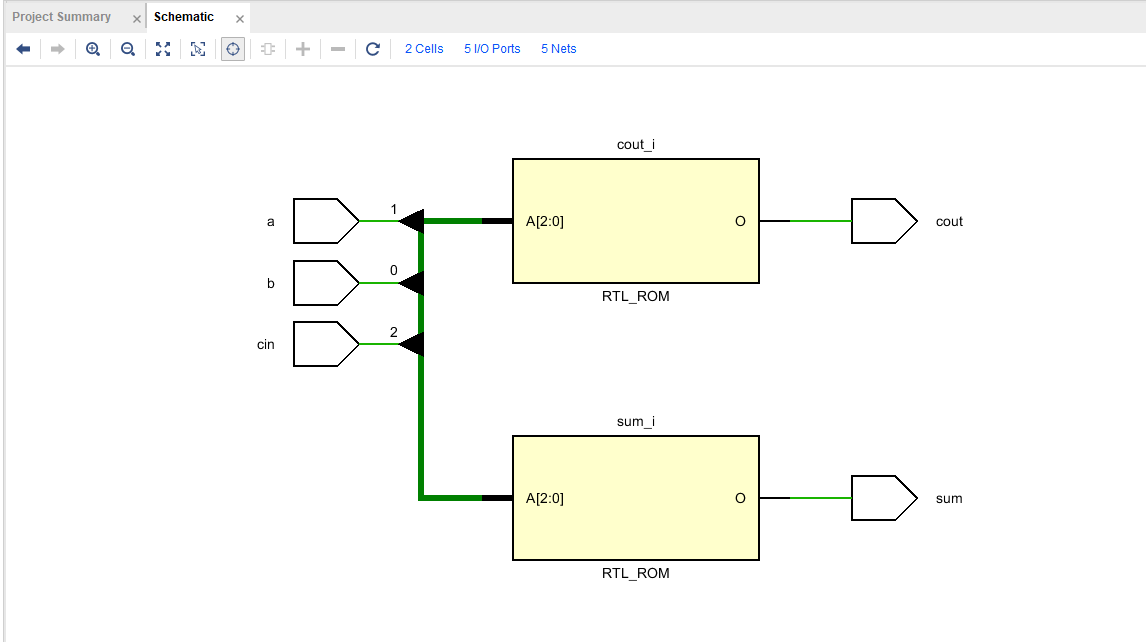 Project Summary
Schematic
2 Cells
5 I/O Ports
5 Nets
cout_i
a
1
A[2:0]
O
cout
b
0
RTL_ROM
cin
2
sum_i
A[2:0]
O
sum
RTL_ROM